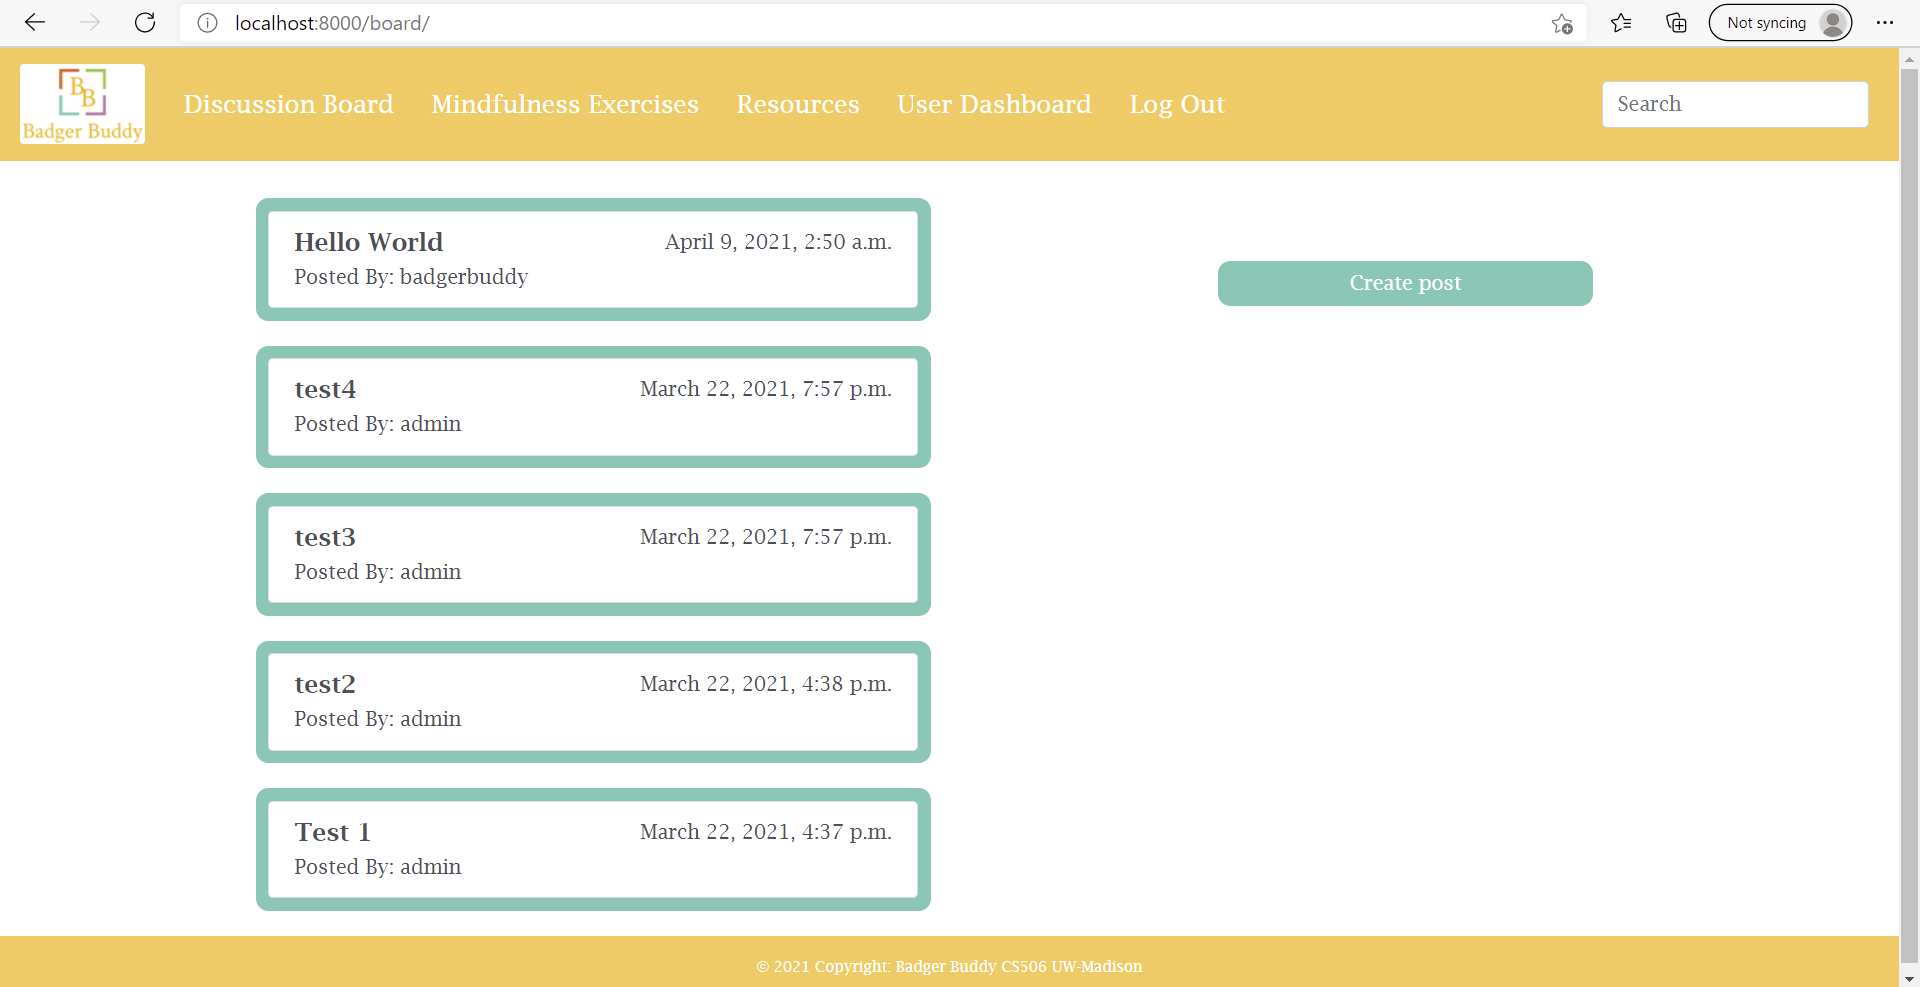 localhost:8000/board/
Not syncing
BB
Badger Buddy
Discussion Board
Mindfulness Exercises
Resources
User Dashboard
Log Out
Search
Hello World
April 9, 2021, 2:50 a.m.
Posted By: badgerbuddy
Create post
test4
March 22, 2021, 7:57 p.m.
Posted By: admin
test3
March 22, 2021, 7:57 p.m.
Posted By: admin
test2
March 22, 2021, 4:38 p.m.
Posted By: admin
Test 1
March 22, 2021, 4:37 p.m.
Posted By: admin
© 2021 Copyright: Badger Buddy CS506 UW-Madison